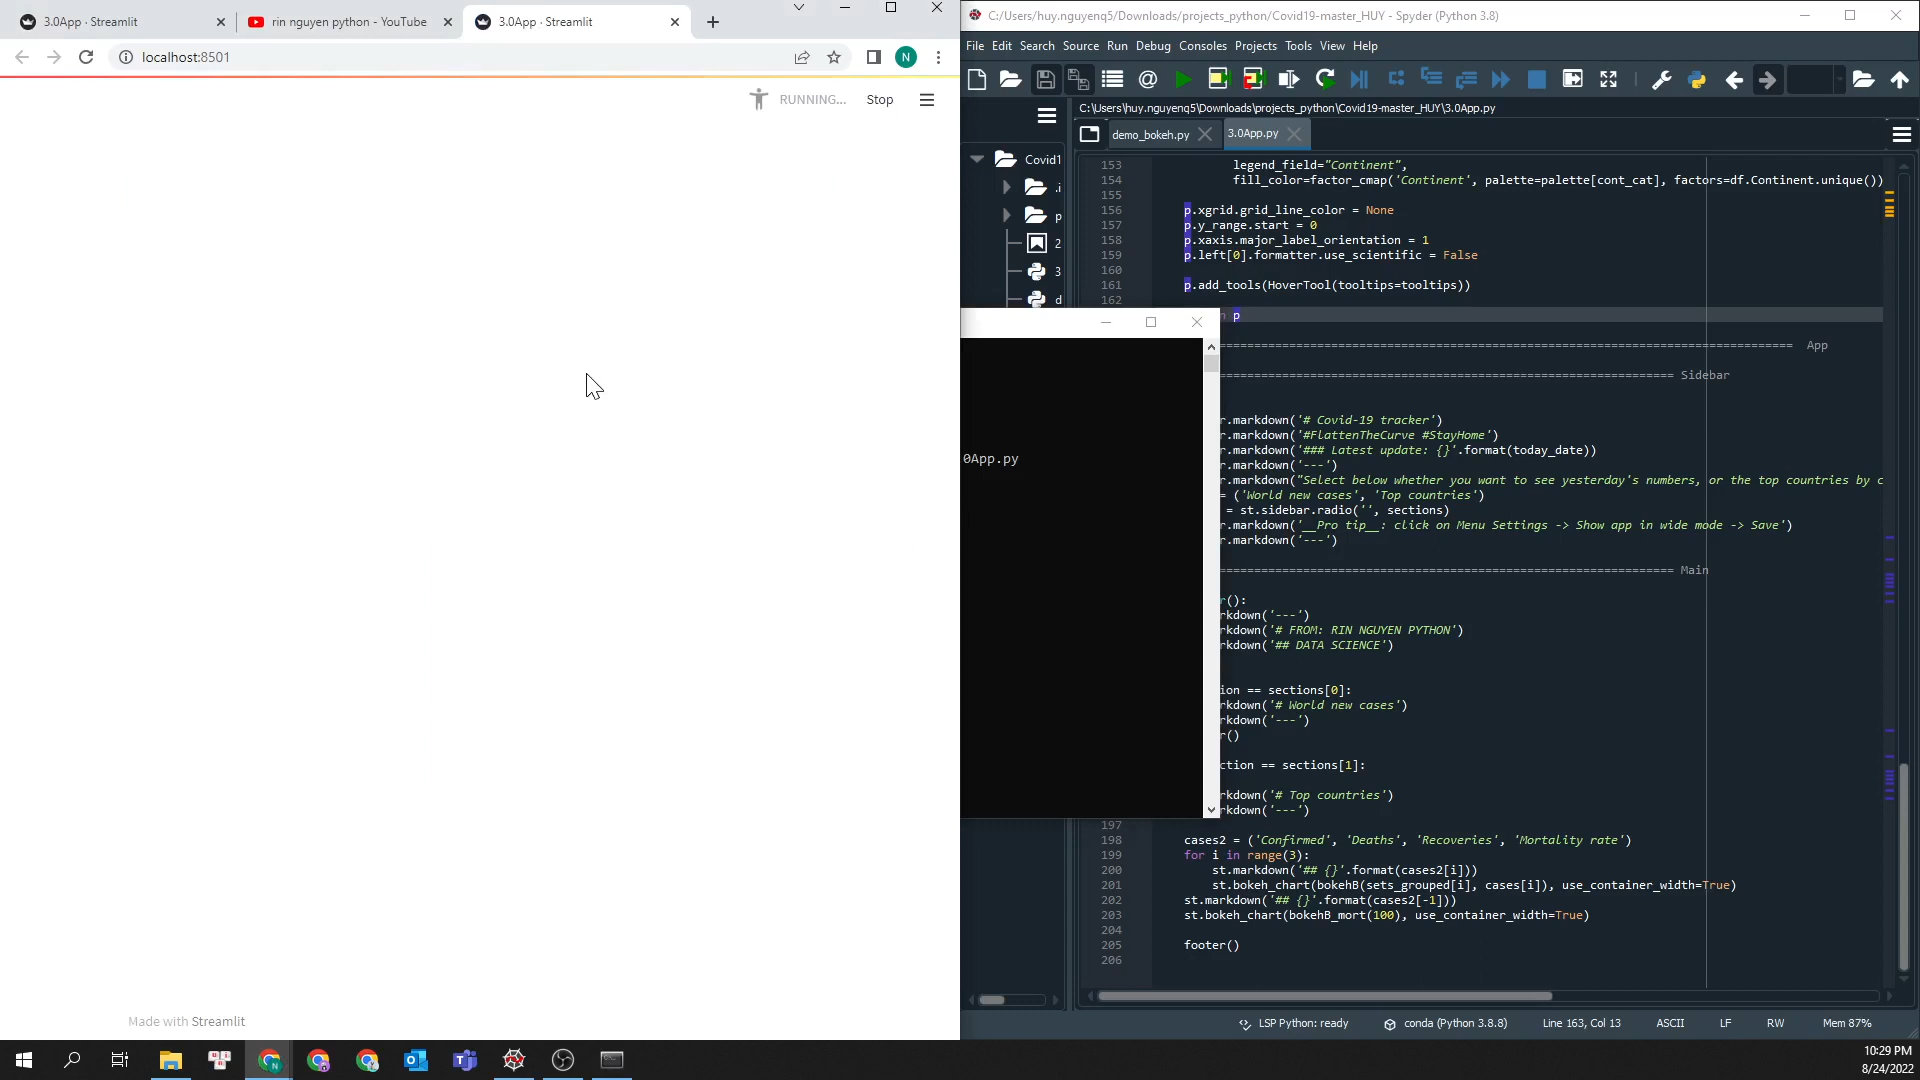 3.0App · Streamlit
rin nguyen python - YouTube
3.0App · Streamlit
localhost:8501
N
RUNNING...
Stop
Made with Streamlit
C:/Users/huy.nguyenq5/Downloads/projects_python/Covid19-master_HUY - Spyder (Python 3.8)
File Edit Search Source Run Debug Consoles Projects Tools View Help
C:\Users\huy.nguyenq5\Downloads\projects_python\Covid19-master_HUY\3.0App.py
demo_bokeh.py
3.0App.py
Covid1
.i
p
2
3
d
153 legend_field="Continent",
154 fill_color=factor_cmap('Continent', palette=palette[cont_cat], factors=df.Continent.unique())
155
156 p.xgrid.grid_line_color = None
157 p.y_range.start = 0
158 p.xaxis.major_label_orientation = 1
159 p.left[0].formatter.use_scientific = False
160
161 p.add_tools(HoverTool(tooltips=tooltips))
162
n p
App
Sidebar
r.markdown('# Covid-19 tracker')
r.markdown('#FlattenTheCurve #StayHome')
r.markdown('### Latest update: {}'.format(today_date))
r.markdown('---')
r.markdown("Select below whether you want to see yesterday's numbers, or the top countries by c
= ('World new cases', 'Top countries')
= st.sidebar.radio('', sections)
r.markdown('__Pro tip__: click on Menu Settings -> Show app in wide mode -> Save')
r.markdown('---')
Main
r():
rkdown('---')
rkdown('# FROM: RIN NGUYEN PYTHON')
rkdown('## DATA SCIENCE')
ion == sections[0]:
rkdown('# World new cases')
rkdown('---')
r()
ction == sections[1]:
rkdown('# Top countries')
rkdown('---')
197
198 cases2 = ('Confirmed', 'Deaths', 'Recoveries', 'Mortality rate')
199 for i in range(3):
200 st.markdown('## {}'.format(cases2[i]))
201 st.bokeh_chart(bokehB(sets_grouped[i], cases[i]), use_container_width=True)
202 st.markdown('## {}'.format(cases2[-1]))
203 st.bokeh_chart(bokehB_mort(100), use_container_width=True)
204
205 footer()
206
0App.py
LSP Python: ready
conda (Python 3.8.8)
Line 163, Col 13
ASCII
LF
RW
Mem 87%
10:29 PM
8/24/2022